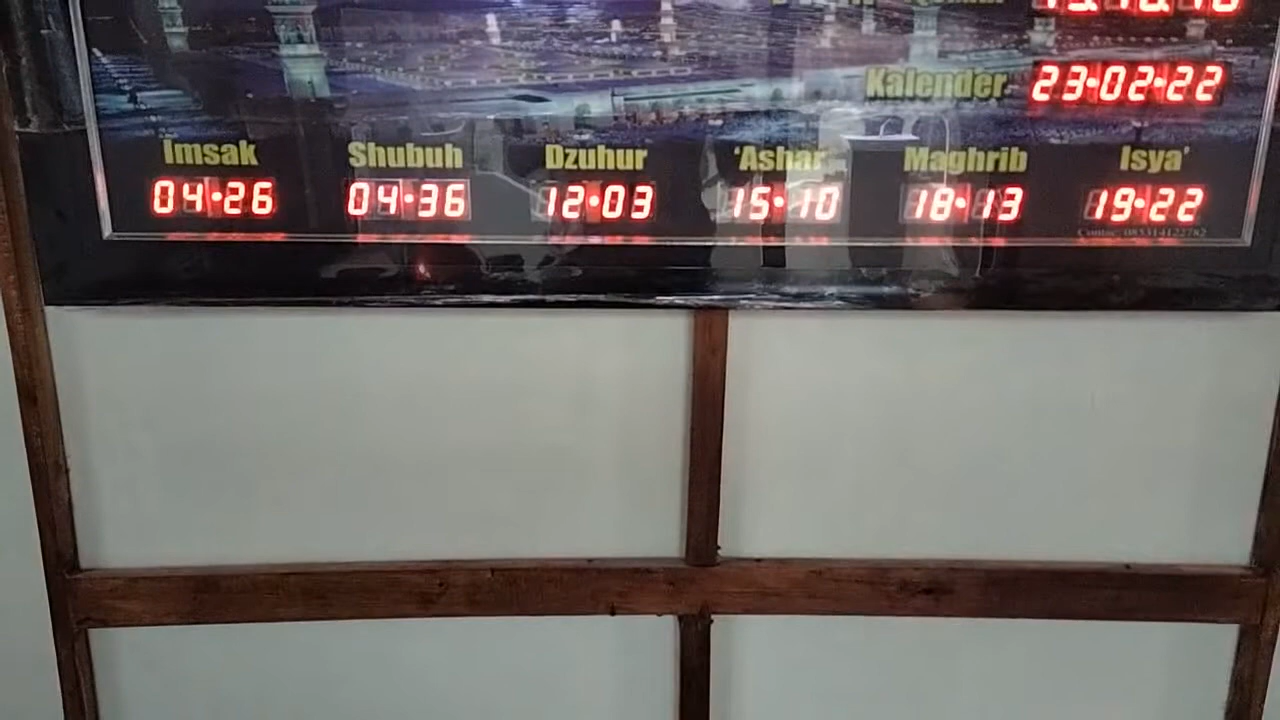 Kalender 23•02•22
Imsak Shubuh Dzuhur 'Ashar Maghrib Isya'
04•26 04•36 12•03 15•10 18•13 19•22